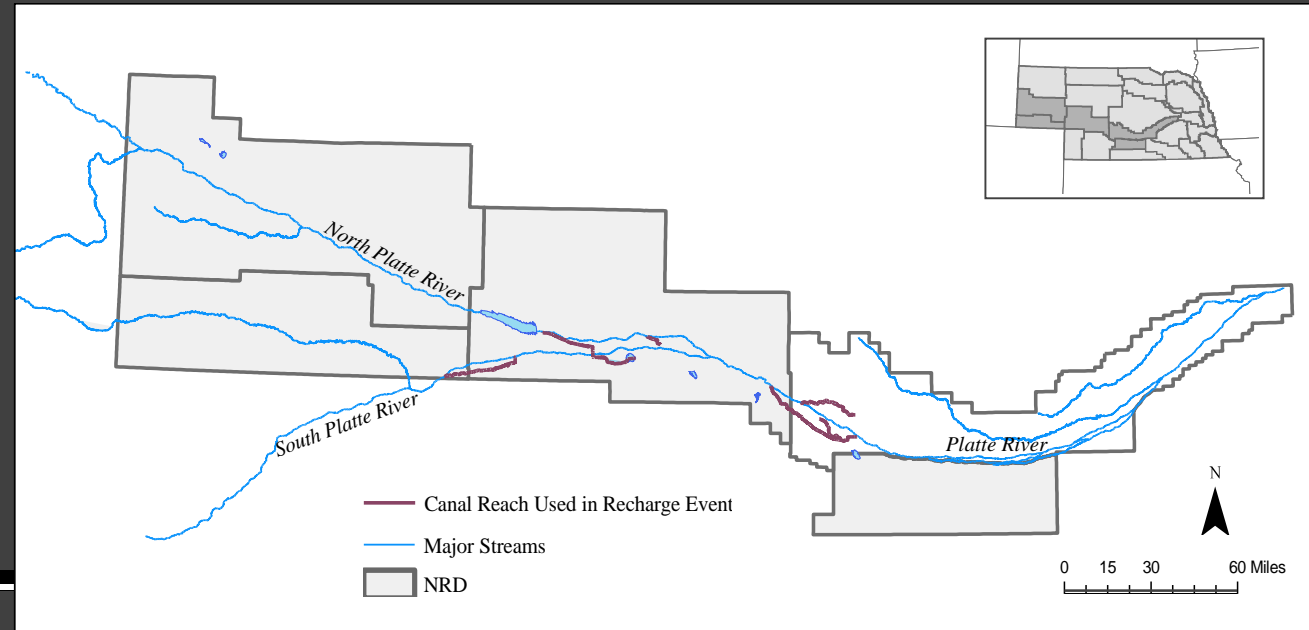 North Platte River
South Platte River
Platte River
Canal Reach Used in Recharge Event
Major Streams
NRD
N
0 15 30 60 Miles